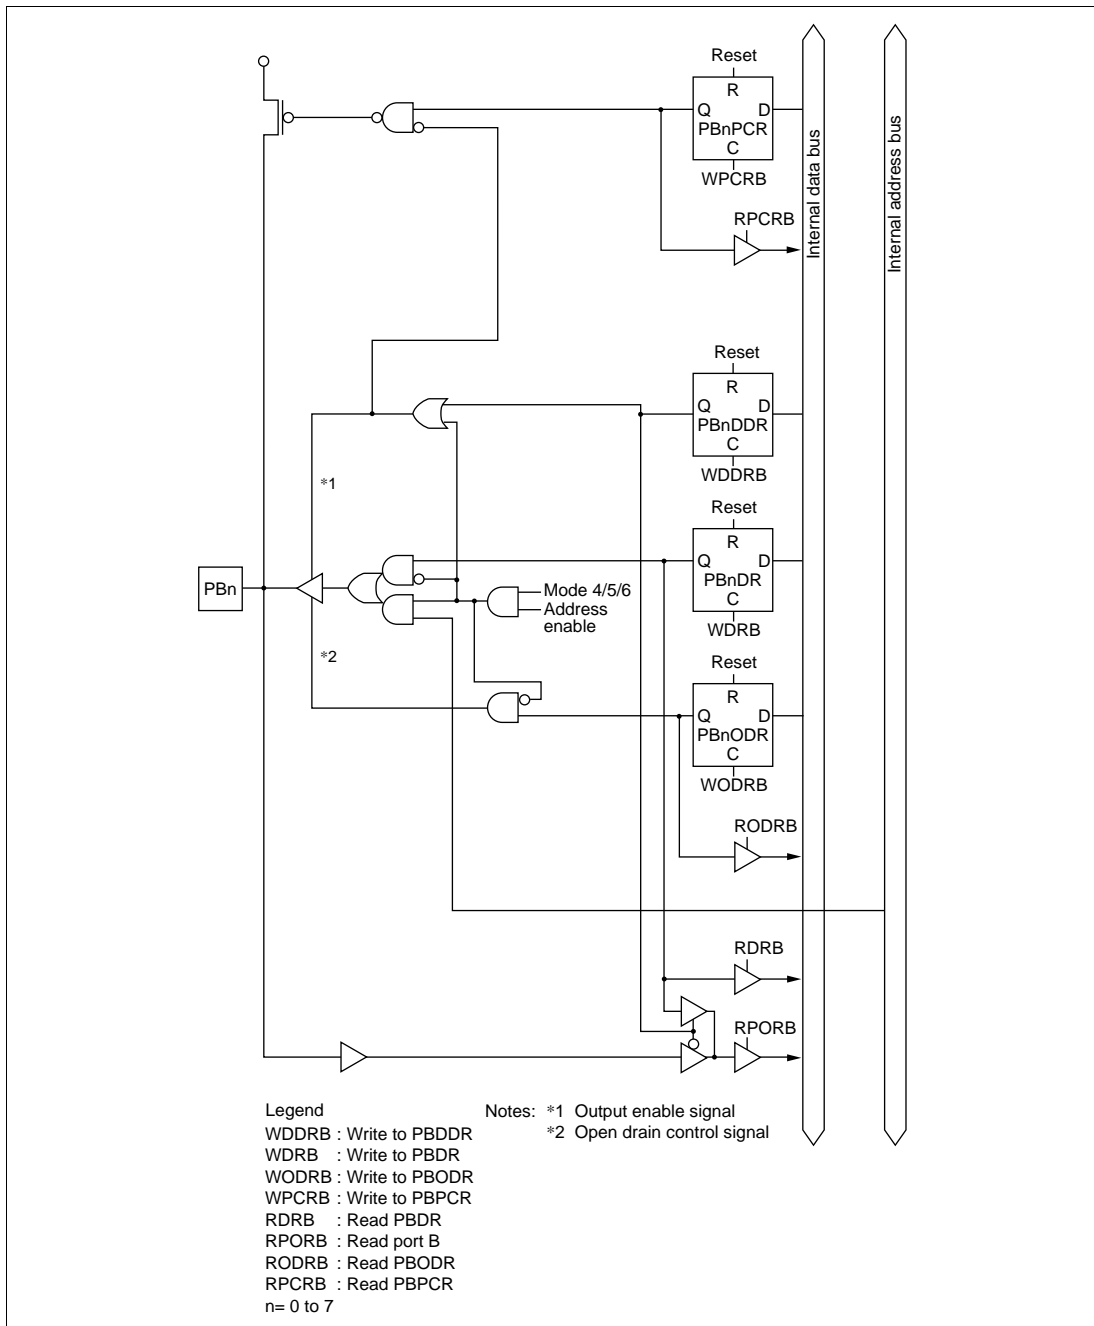 Reset
R
Q D
PBnPCR
C
WPCRB
RPCRB
Internal data bus
Internal address bus
Reset
R
Q D
PBnDDR
C
WDDRB
*1
Reset
R
Q D
PBnDR
C
WDRB
PBn
Mode 4/5/6
Address
enable
*2
Reset
R
Q D
PBnODR
C
WODRB
RODRB
RDRB
RPORB
Legend
WDDRB : Write to PBDDR
WDRB : Write to PBDR
WODRB : Write to PBODR
WPCRB : Write to PBPCR
RDRB : Read PBDR
RPORB : Read port B
RODRB : Read PBODR
RPCRB : Read PBPCR
n= 0 to 7
Notes: *1 Output enable signal
*2 Open drain control signal